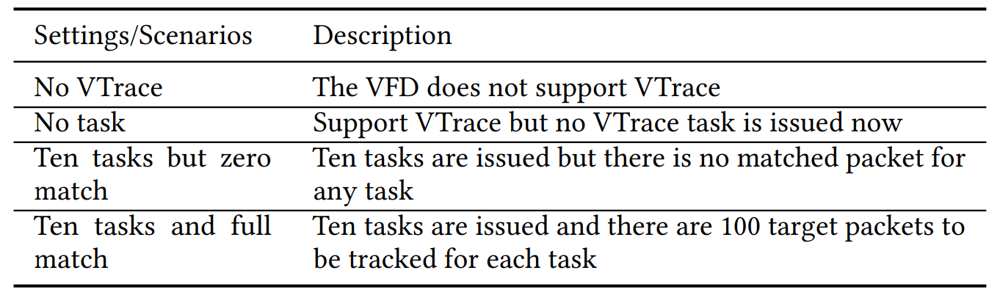 Settings/Scenarios Description
No VTrace The VFD does not support VTrace
No task Support VTrace but no VTrace task is issued now
Ten tasks but zero match Ten tasks are issued but there is no matched packet for any task
Ten tasks and full match Ten tasks are issued and there are 100 target packets to be tracked for each task